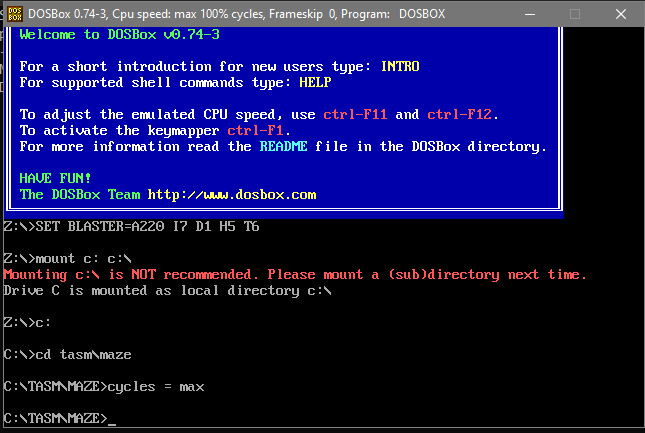 DOSBox 0.74-3, Cpu speed: max 100% cycles, Frameskip 0, Program: DOSBOX
Welcome to DOSBox v0.74-3
For a short introduction for new users type: INTRO
For supported shell commands type: HELP
To adjust the emulated CPU speed, use ctrl-F11 and ctrl-F12.
To activate the keymapper ctrl-F1.
For more information read the README file in the DOSBox directory.
HAVE FUN!
The DOSBox Team http://www.dosbox.com
Z:\>SET BLASTER=A220 I7 D1 H5 T6
Z:\>mount c: c:\
Mounting c:\ is NOT recommended. Please mount a (sub)directory next time.
Drive C is mounted as local directory c:\
Z:\>c:
C:\>cd tasm\maze
C:\TASM\MAZE>cycles = max
C:\TASM\MAZE>_